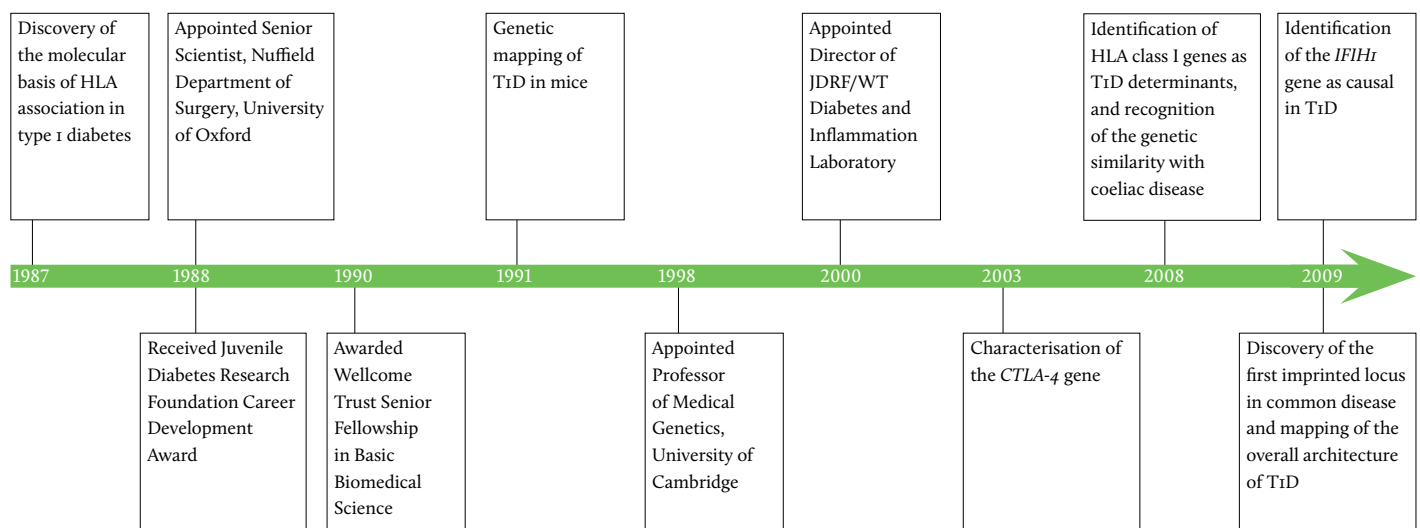 Discovery of
the molecular
basis of HLA
association in
type 1 diabetes
Appointed Senior
Scientist, Nuffield
Department of
Surgery, University
of Oxford
Genetic
mapping of
T1D in mice
Appointed
Director of
JDRF/WT
Diabetes and
Inflammation
Laboratory
Identification of
HLA class I genes as
T1D determinants,
and recognition
of the genetic
similarity with
coeliac disease
Identification
of the IFIH1
gene as causal
in T1D
1987 1988 1990 1991 1998 2000 2003 2008 2009
Received Juvenile
Diabetes Research
Foundation Career
Development
Award
Awarded
Wellcome
Trust Senior
Fellowship
in Basic
Biomedical
Science
Appointed
Professor
of Medical
Genetics,
University of
Cambridge
Characterisation of
the CTLA-4 gene
Discovery of the
first imprinted locus
in common disease
and mapping of the
overall architecture
of T1D